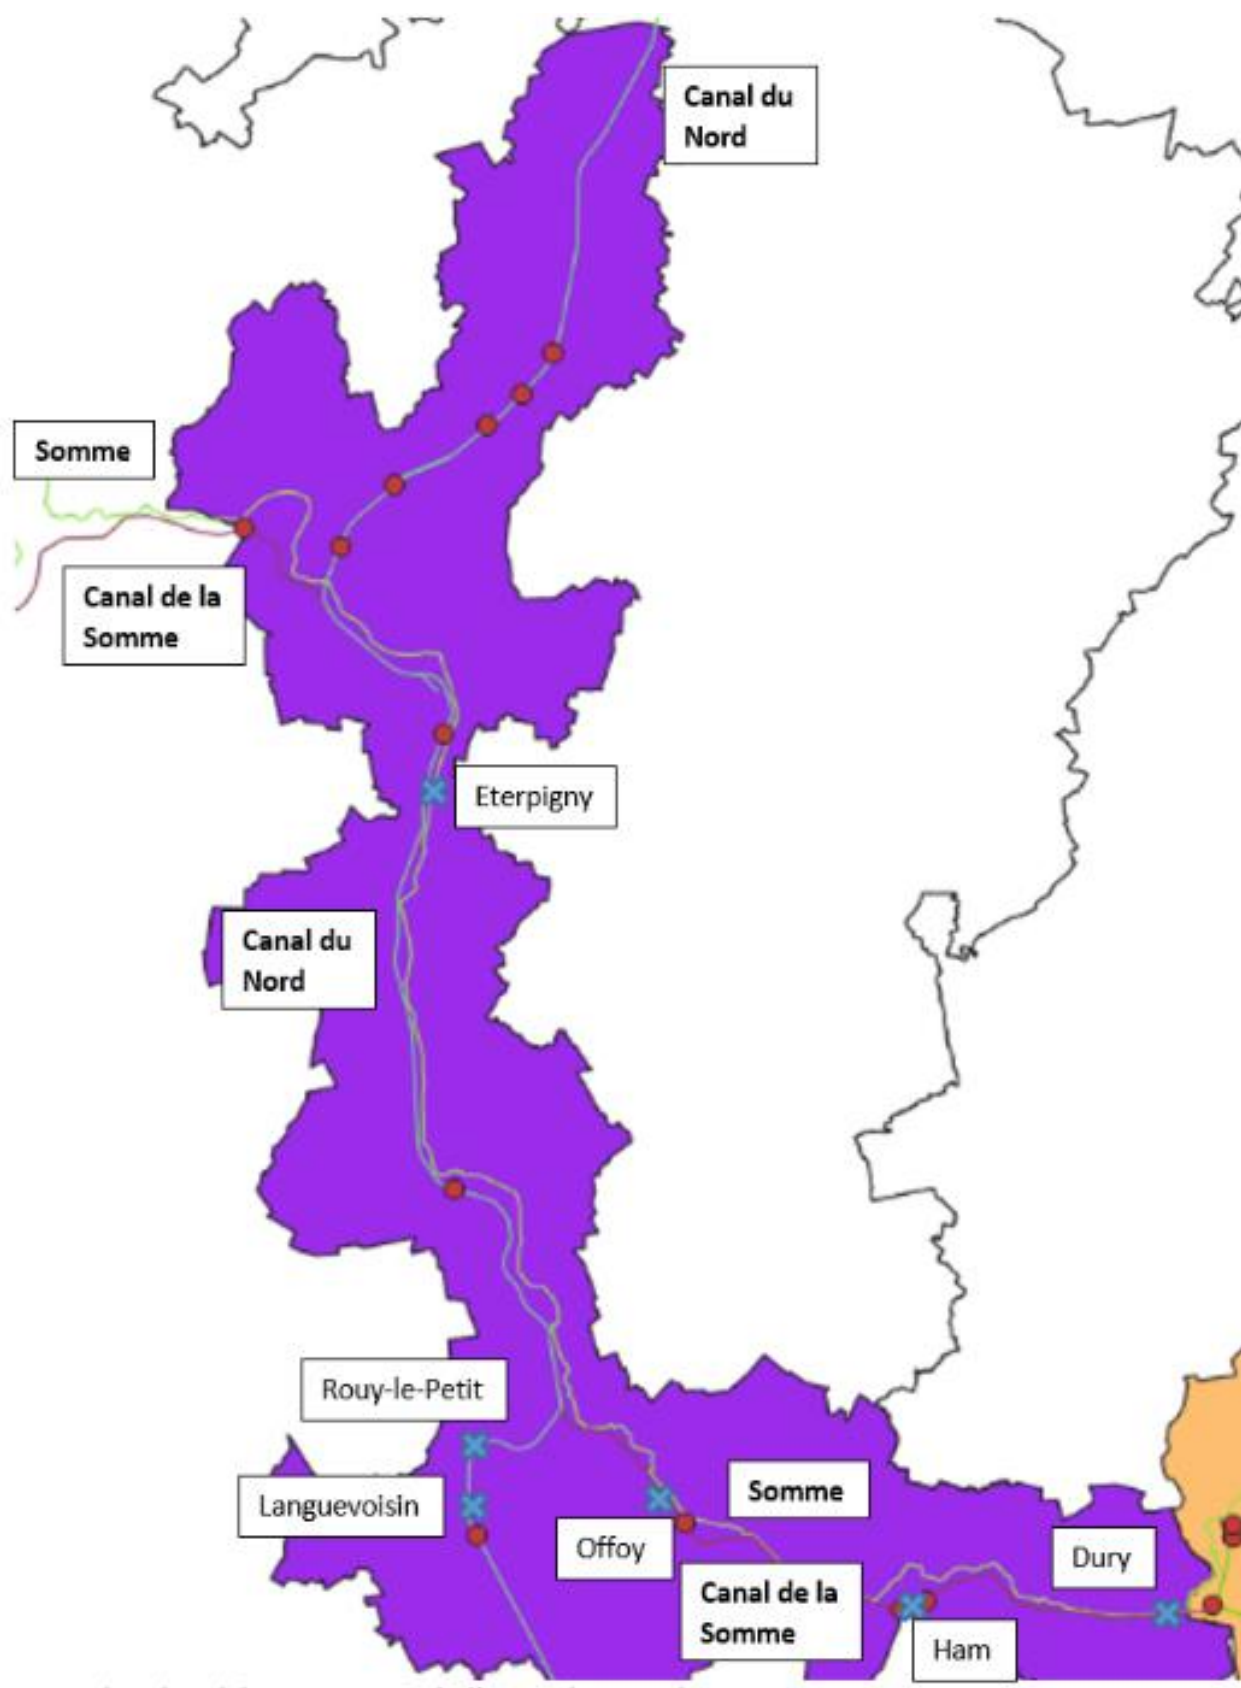 Canal du
Nord
Somme
Canal de la
Somme
Eterpigny
Canal du
Nord
Rouy-le-Petit
Languevoisin
Somme
Offoy
Dury
Canal de la
Somme
Ham